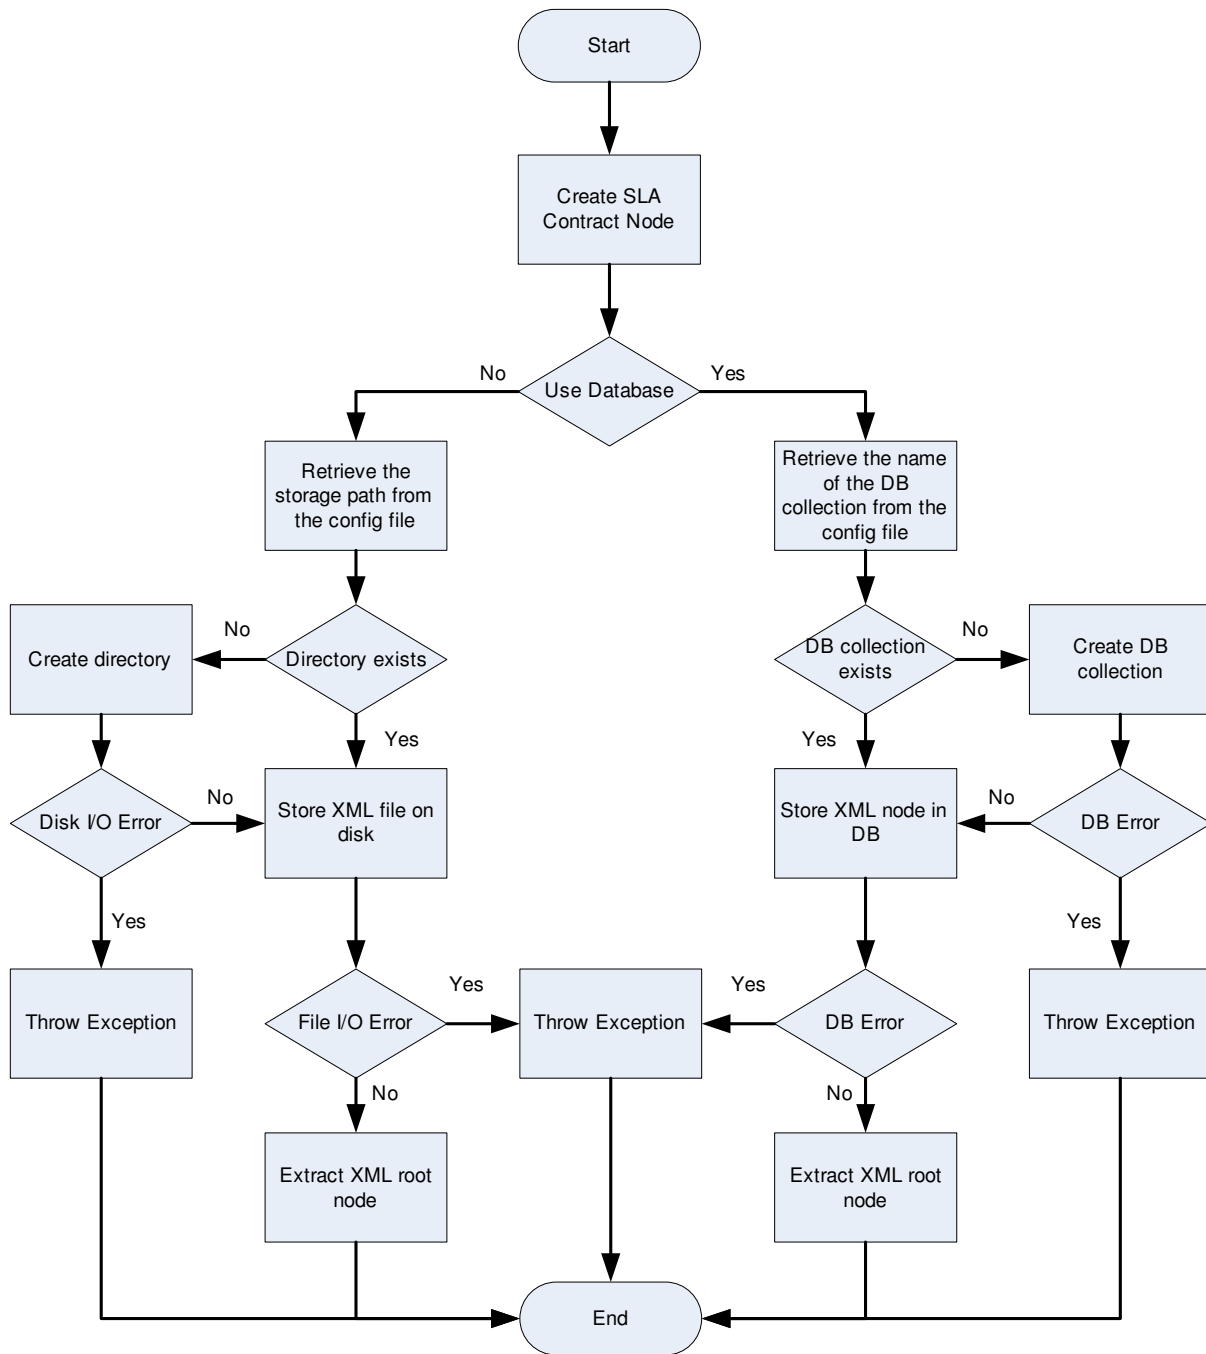 Start
Create SLA
Contract Node
No
Yes
Use Database
Retrieve the
storage path from
the config file
Retrieve the name
of the DB
collection from the
config file
No
No
Create directory
Directory exists
DB collection
exists
Create DB
collection
Yes
Yes
No
No
Disk I/O Error
Store XML file on
disk
Store XML node in
DB
DB Error
Yes
Yes
Yes
Yes
Throw Exception
File I/O Error
Throw Exception
DB Error
Throw Exception
No
No
Extract XML root
node
Extract XML root
node
End